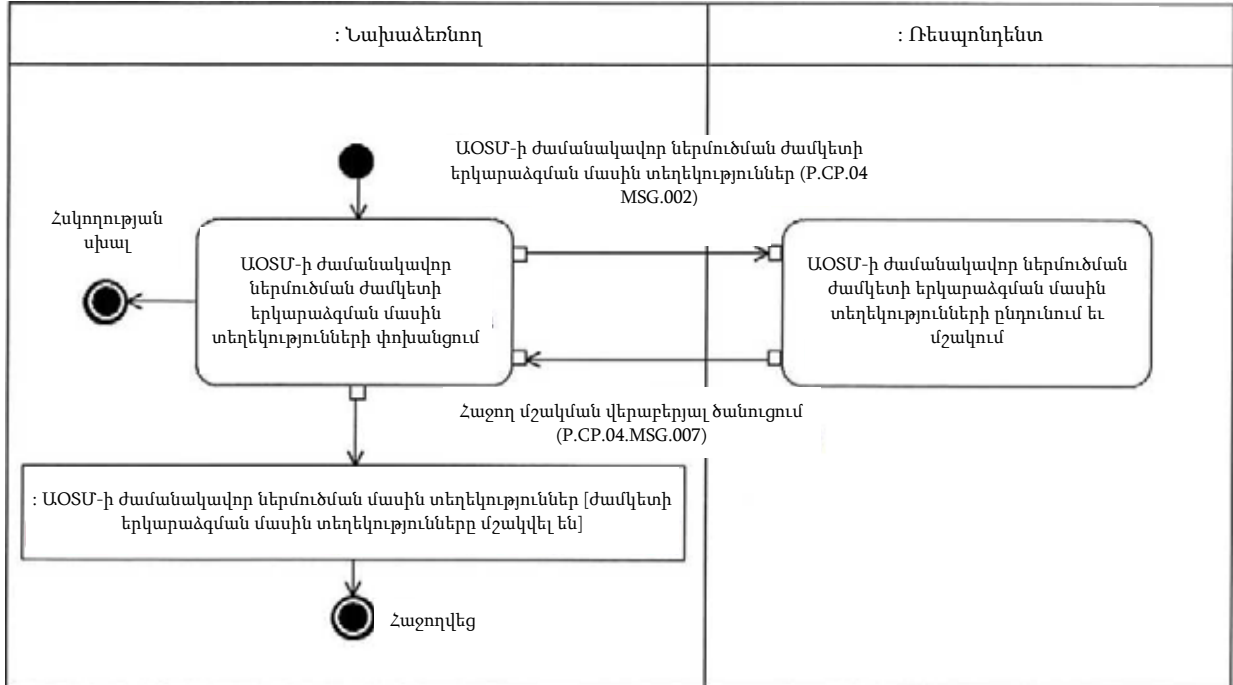 : Նախաձեռնող
: Ռեսպոնդենտ
ԱՕՏՄ-ի ժամանակավոր ներմուծման ժամկետի
երկարաձգման մասին տեղեկություններ (P.CP.04
MSG.002)
Հսկողության
սխալ
ԱՕՏՄ-ի ժամանակավոր
ներմուծման ժամկետի
երկարաձգման մասին
տեղեկությունների փոխանցում
ԱՕՏՄ-ի ժամանակավոր ներմուծման
ժամկետի երկարաձգման մասին
տեղեկությունների ընդունում եւ
մշակում
Հաջող մշակման վերաբերյալ ծանուցում
(P.CP.04.MSG.007)
: ԱՕՏՄ-ի ժամանակավոր ներմուծման մասին տեղեկություններ [ժամկետի
երկարաձգման մասին տեղեկությունները մշակվել են]
Հաջողվեց